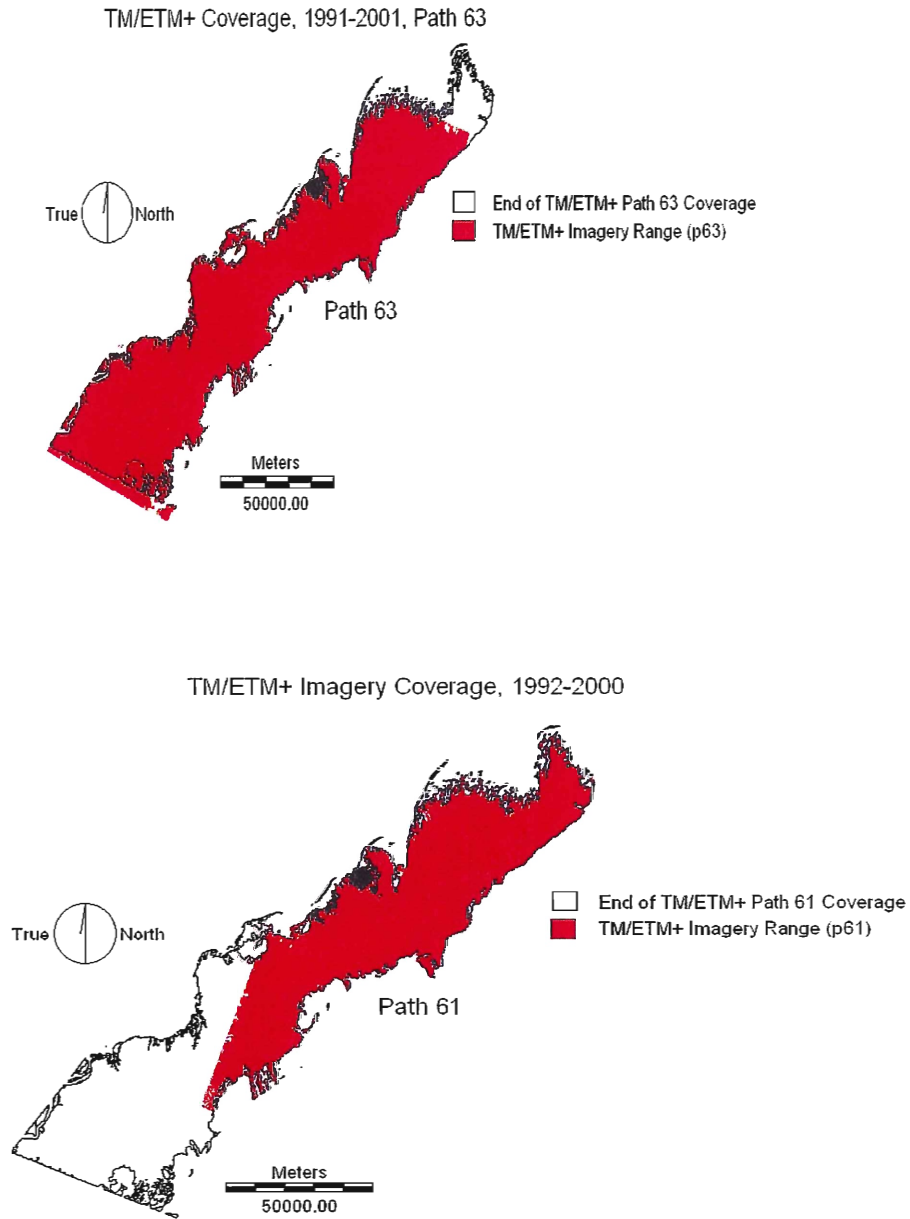 TM/ETM+ Coverage, 1991-2001, Path 63
True North
End of TM/ETM+ Path 63 Coverage
TM/ETM+ Imagery Range (p63)
Path 63
Meters
50000.00
TM/ETM+ Imagery Coverage, 1992-2000
End of TM/ETM+ Path 61 Coverage
TM/ETM+ Imagery Range (p61)
True North
Path 61
Meters
50000.00